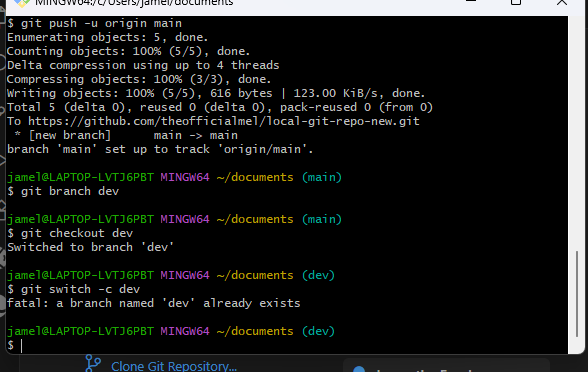 MINGW64:/c/Users/jamel/documents
$ git push -u origin main
Enumerating objects: 5, done.
Counting objects: 100% (5/5), done.
Delta compression using up to 4 threads
Compressing objects: 100% (3/3), done.
Writing objects: 100% (5/5), 616 bytes | 123.00 KiB/s, done.
Total 5 (delta 0), reused 0 (delta 0), pack-reused 0 (from 0)
To https://github.com/theofficialmel/local-git-repo-new.git
 * [new branch]      main -> main
branch 'main' set up to track 'origin/main'.
jamel@LAPTOP-LVTJ6PBT MINGW64 ~/documents (main)
$ git branch dev
jamel@LAPTOP-LVTJ6PBT MINGW64 ~/documents (main)
$ git checkout dev
Switched to branch 'dev'
jamel@LAPTOP-LVTJ6PBT MINGW64 ~/documents (dev)
$ git switch -c dev
fatal: a branch named 'dev' already exists
jamel@LAPTOP-LVTJ6PBT MINGW64 ~/documents (dev)
$
Clone Git Repository...